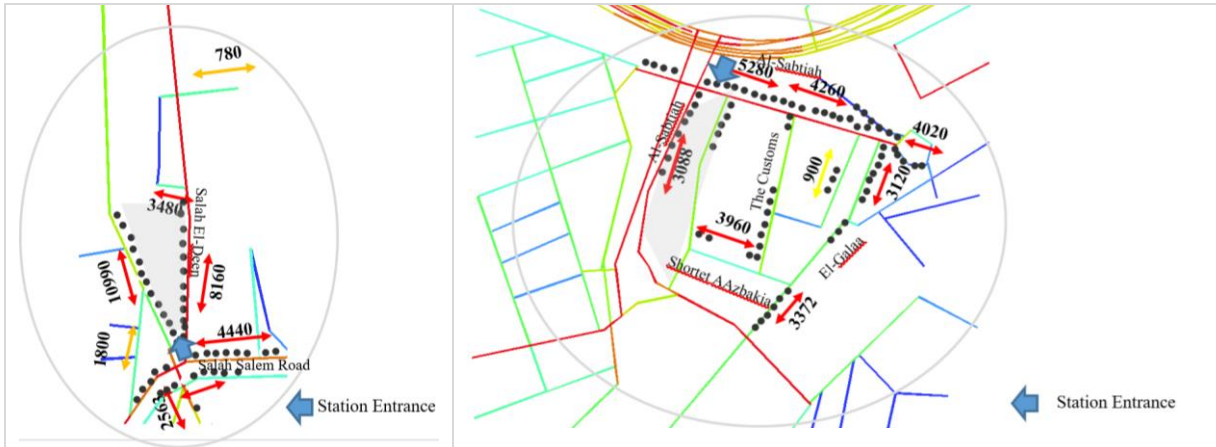 780
3480
Salah El-Deen
10990
8160
1800
4440
Salah Salem Road
2563
Station Entrance
Al-Sabtiah
5280
4260
4020
Al-Sabtiah
3088
The Customs
900
3120
3960
El-Galaa
Shortet AAzbakia
3372
Station Entrance